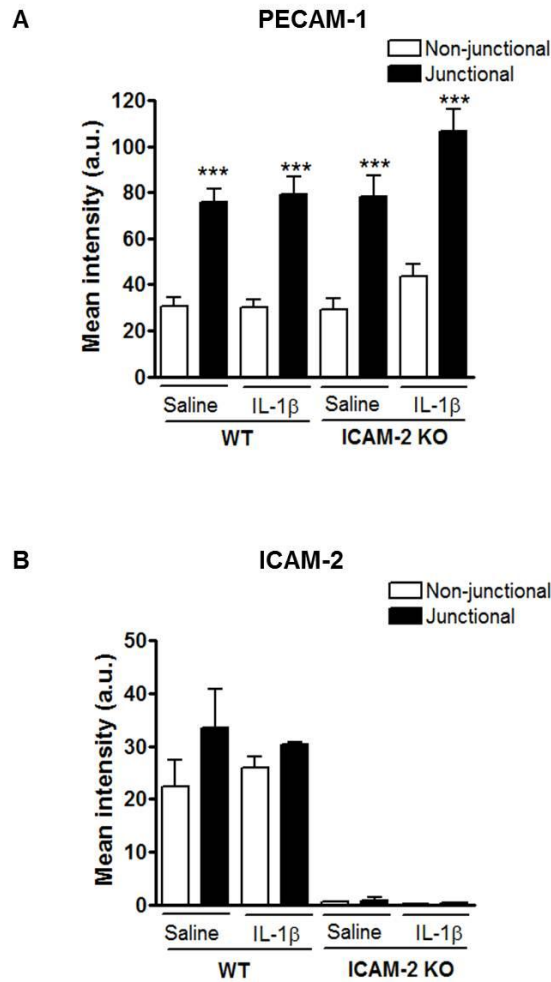 A
PECAM-1
Non-junctional
Junctional
Mean intensity (a.u.)
120
100
80
60
40
20
0
*** *** *** ***
Saline IL-1β Saline IL-1β
WT ICAM-2 KO
B
ICAM-2
Non-junctional
Junctional
Mean intensity (a.u.)
50
40
30
20
10
0
Saline IL-1β Saline IL-1β
WT ICAM-2 KO